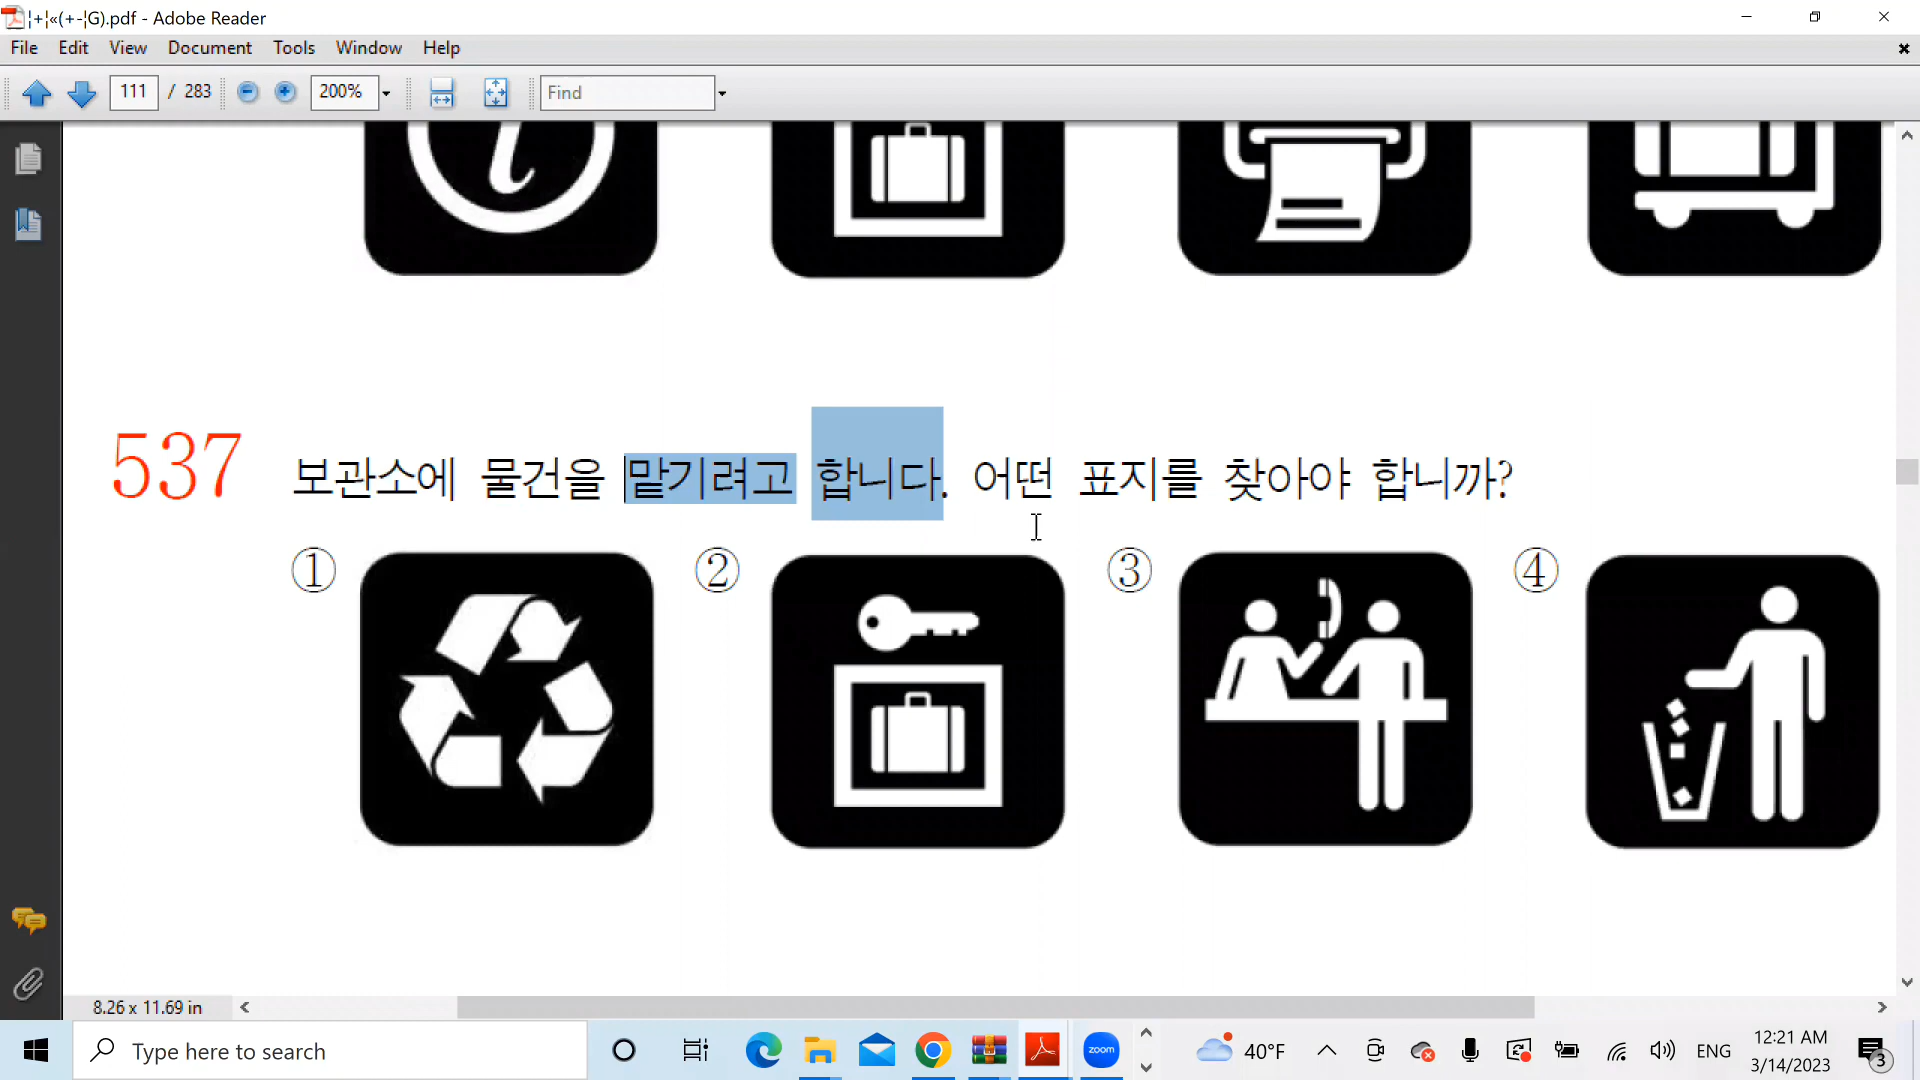 ¦+¦«(+-¦G).pdf - Adobe Reader
File Edit View Document Tools Window Help
111 / 283 200% Find
i
537 보관소에 물건을 맡기려고 합니다. 어떤 표지를 찾아야 합니까?
① ② ③ ④
8.26 x 11.69 in
Type here to search zoom 40°F ENG 12:21 AM
3/14/2023 3